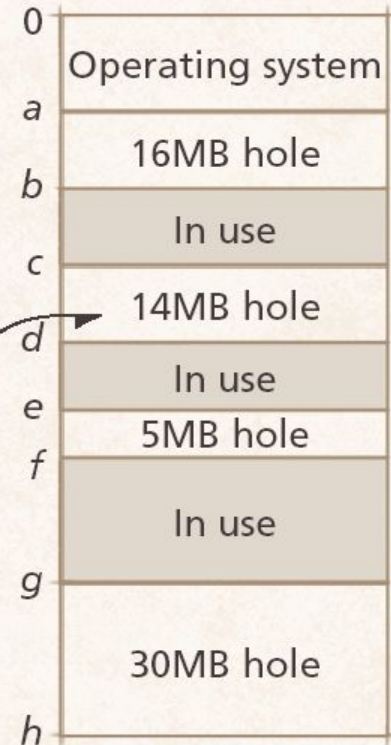 0
Operating system
a
16MB hole
b
In use
c
14MB hole
d
In use
e
5MB hole
f
In use
g
30MB hole
h